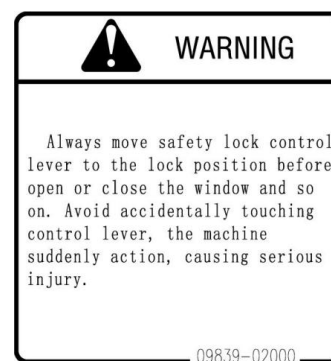 WARNING
Always move safety lock control
lever to the lock position before
open or close the window and so
on. Avoid accidentally touching
control lever, the machine
suddenly action, causing serious
injury.
09839-02000